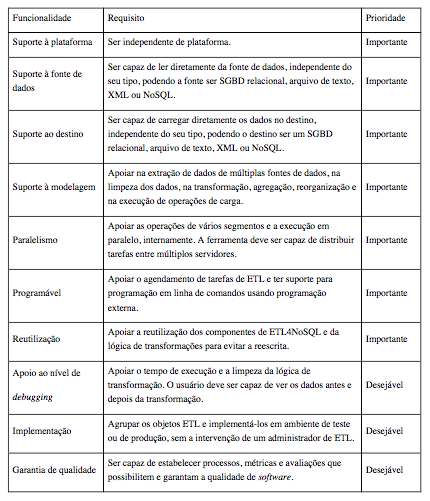 Funcionalidade Requisito Prioridade
Suporte à plataforma Ser independente de plataforma. Importante
Suporte à fonte de dados Ser capaz de ler diretamente da fonte de dados, independente do Importante
seu tipo, podendo a fonte ser SGBD relacional, arquivo de texto,
XML ou NoSQL.
Suporte ao destino Ser capaz de carregar diretamente os dados no destino, Importante
independente do seu tipo, podendo o destino ser um SGBD
relacional, arquivo de texto, XML ou NoSQL.
Suporte à modelagem Apoiar na extração de dados de múltiplas fontes de dados, na Importante
limpeza dos dados, na transformação, agregação, reorganização e
na execução de operações de carga.
Paralelismo Apoiar as operações de vários segmentos e a execução em Importante
paralelo, internamente. A ferramenta deve ser capaz de distribuir
tarefas entre múltiplos servidores.
Programável Apoiar o agendamento de tarefas de ETL e ter suporte para Importante
programação em linha de comandos usando programação
externa.
Reutilização Apoiar a reutilização dos componentes de ETL4NoSQL e da Importante
lógica de transformações para evitar a reescrita.
Apoio ao nível de debugging Apoiar o tempo de execução e a limpeza da lógica de Desejável
transformação. O usuário deve ser capaz de ver os dados antes e
depois da transformação.
Implementação Agrupar os objetos ETL e implementá-los em ambiente de teste Desejável
ou de produção, sem a intervenção de um administrador de ETL.
Garantia de qualidade Ser capaz de estabelecer processos, métricas e avaliações que Desejável
possibilitem e garantam a qualidade de software.